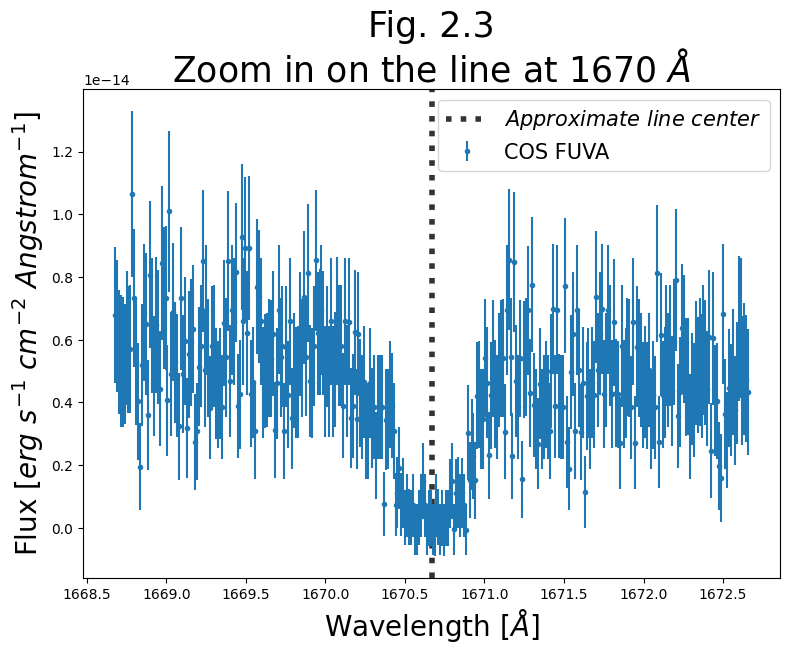 Fig. 2.3
Zoom in on the line at 1670 Å
1e−14
Approximate line center
COS FUVA
Flux [erg s⁻¹ cm⁻² Angstrom⁻¹]
1.2
1.0
0.8
0.6
0.4
0.2
0.0
1668.5 1669.0 1669.5 1670.0 1670.5 1671.0 1671.5 1672.0 1672.5
Wavelength [Å]